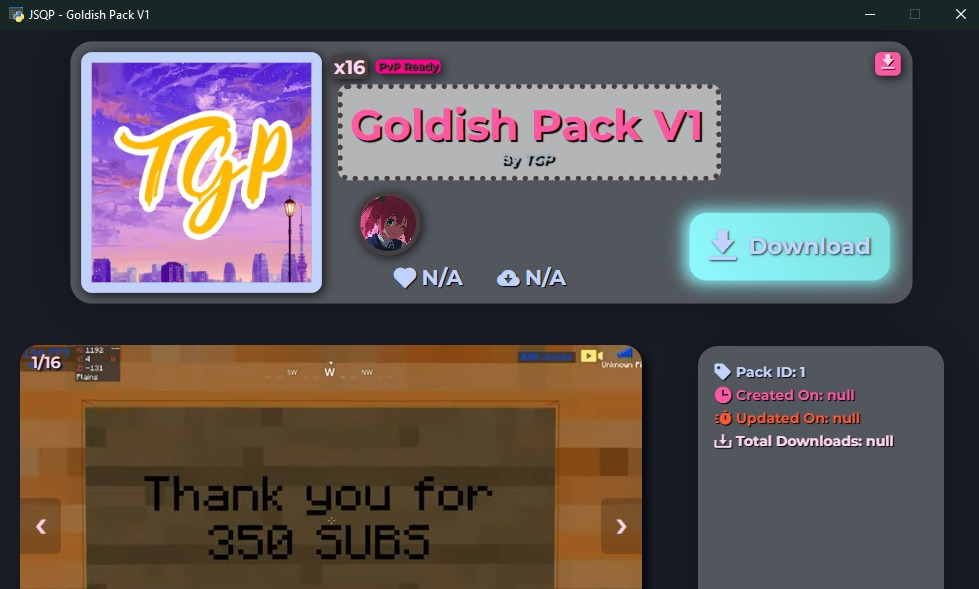 JSQP - Goldish Pack V1
TGP
x16 PvP Ready
Goldish Pack V1
By TGP
N/A N/A
Download
1/16
1192
4
-131
Plains
SW W NW
Thank you for
350 SUBS
Pack ID: 1
Created On: null
Updated On: null
Total Downloads: null